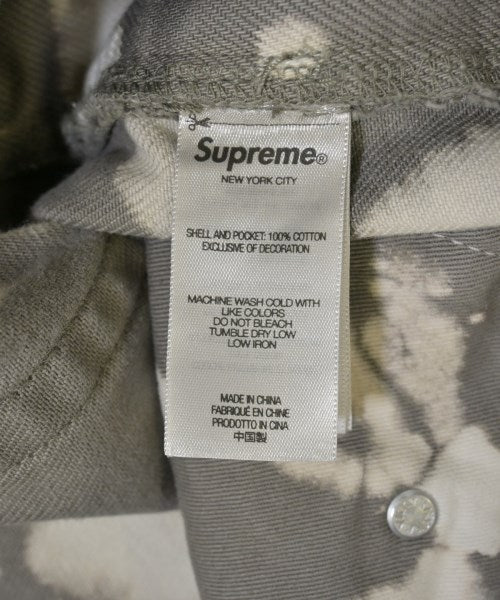 Supreme®
NEW YORK CITY
SHELL AND POCKET: 100% COTTON
EXCLUSIVE OF DECORATION
MACHINE WASH COLD WITH
LIKE COLORS
DO NOT BLEACH
TUMBLE DRY LOW
LOW IRON
MADE IN CHINA
FABRIQUÉ EN CHINE
PRODOTTO IN CINA
中国製